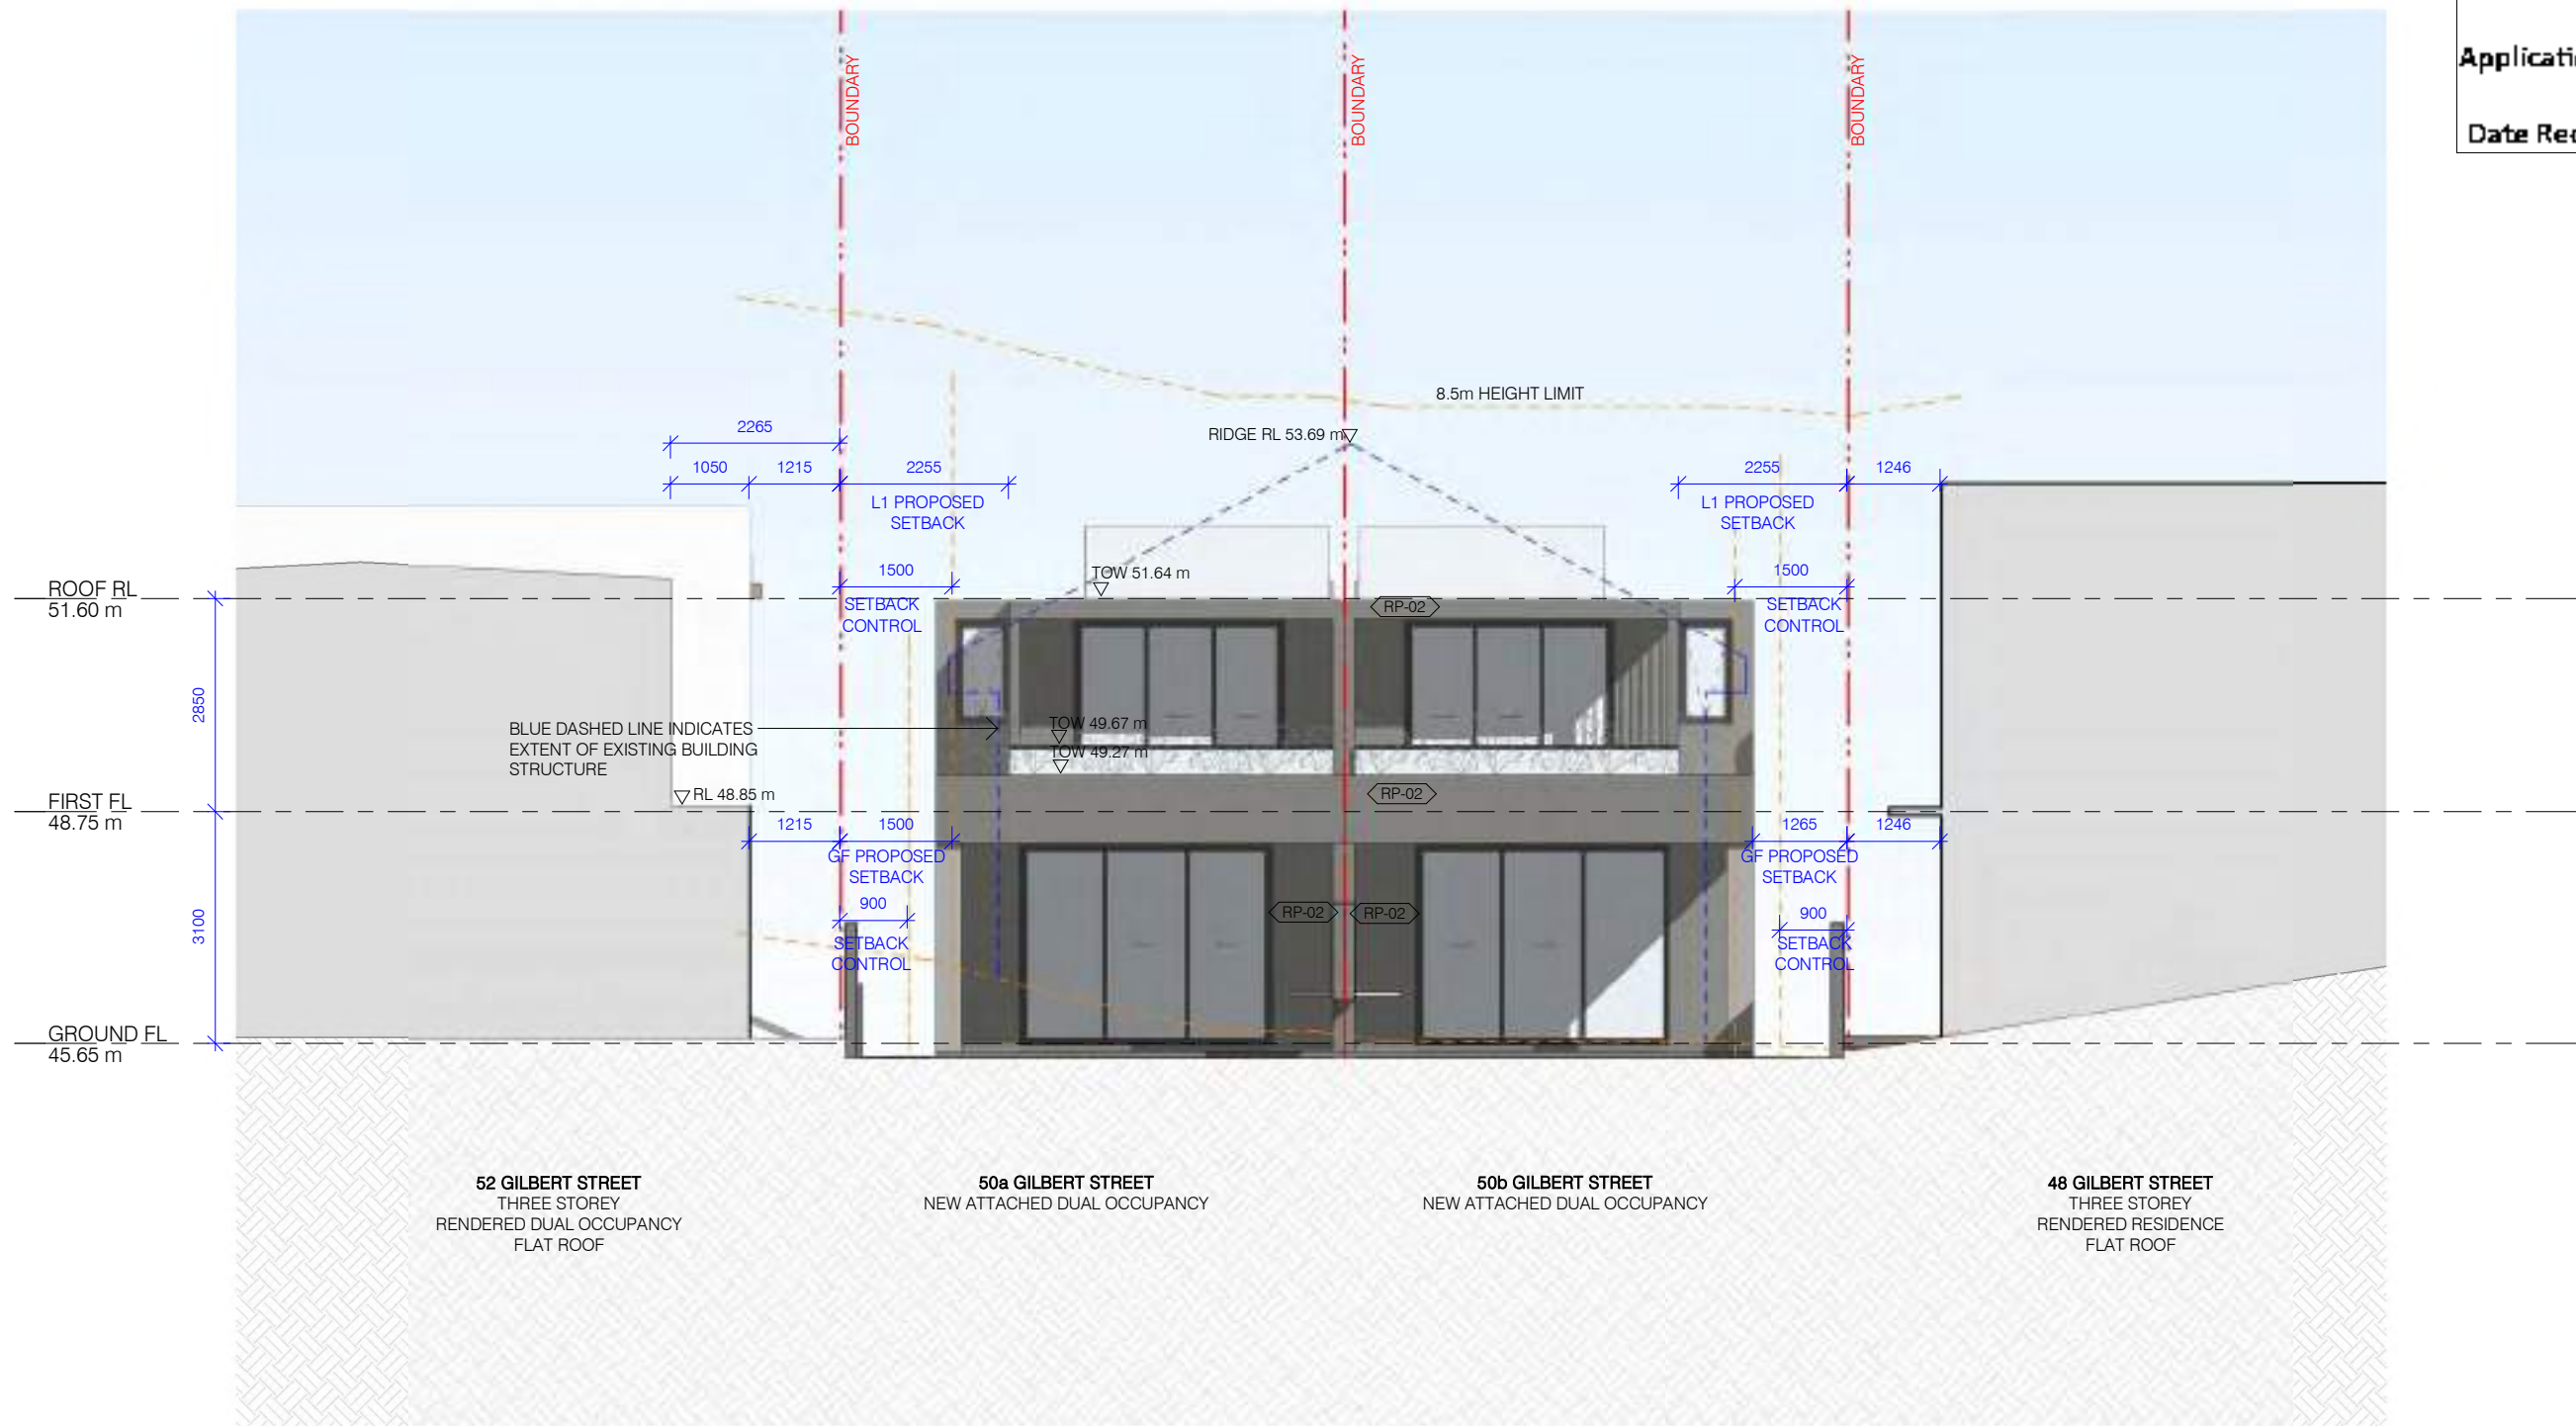 Applicati
Date Rec
BOUNDARY
BOUNDARY
BOUNDARY
8.5m HEIGHT LIMIT
RIDGE RL 53.69 m
2265
1050
1215
2255
L1 PROPOSED
SETBACK
2255
1246
L1 PROPOSED
SETBACK
TOW 51.64 m
1500
SETBACK
CONTROL
1500
SETBACK
CONTROL
ROOF RL
51.60 m
RP-02
2850
BLUE DASHED LINE INDICATES
EXTENT OF EXISTING BUILDING
STRUCTURE
TOW 49.67 m
TOW 49.27 m
RL 48.85 m
RP-02
FIRST FL
48.75 m
1215
1500
GF PROPOSED
SETBACK
1265
1246
GF PROPOSED
SETBACK
900
SETBACK
CONTROL
RP-02
RP-02
900
SETBACK
CONTROL
3100
GROUND FL
45.65 m
52 GILBERT STREET
THREE STOREY
RENDERED DUAL OCCUPANCY
FLAT ROOF
50a GILBERT STREET
NEW ATTACHED DUAL OCCUPANCY
50b GILBERT STREET
NEW ATTACHED DUAL OCCUPANCY
48 GILBERT STREET
THREE STOREY
RENDERED RESIDENCE
FLAT ROOF